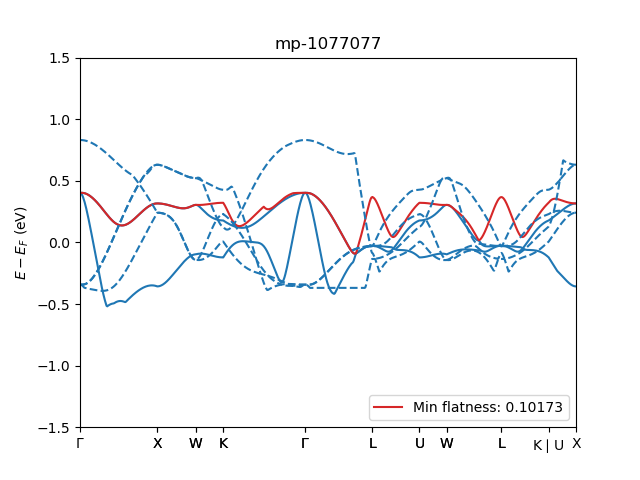 mp-1077077
E − E_F (eV)
1.5
1.0
0.5
0.0
−0.5
−1.0
−1.5
Min flatness: 0.10173
Γ X W K Γ L U W L K | U X